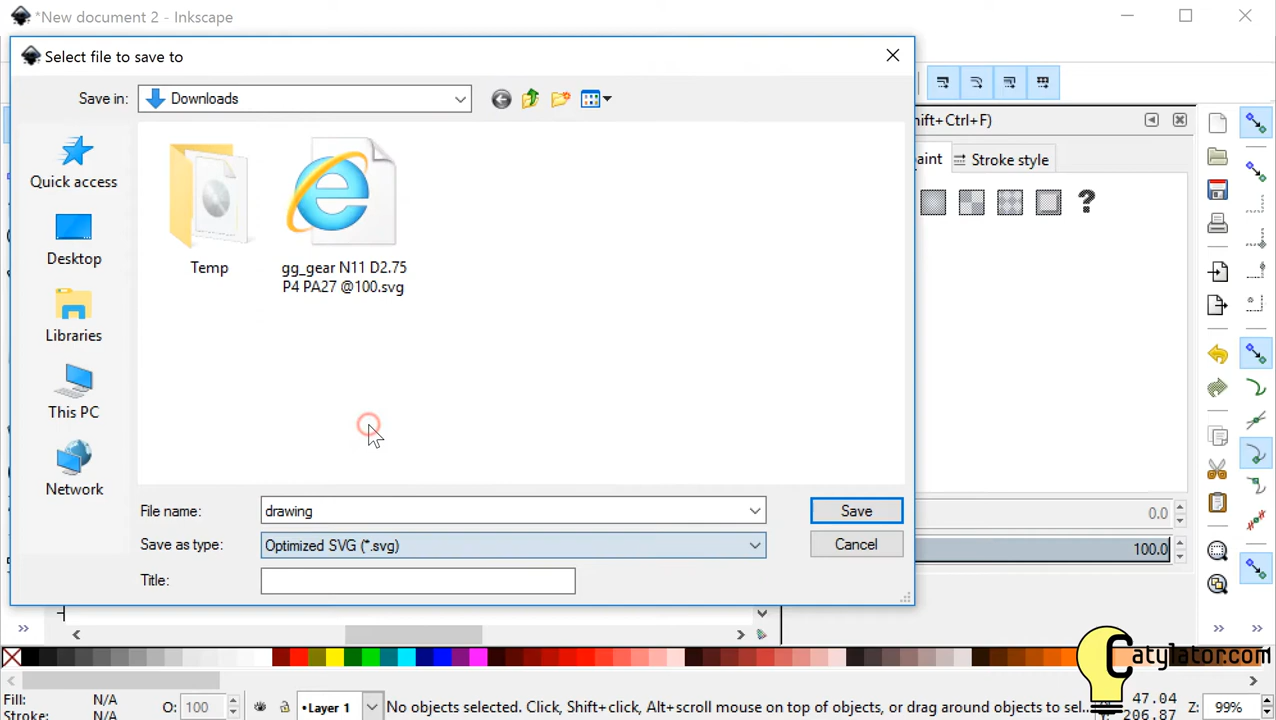 *New document 2 - Inkscape
Select file to save to
Save in:
Downloads
Quick access
Desktop
Libraries
This PC
Network
Temp
gg_gear N11 D2.75
P4 PA27 @100.svg
File name:
drawing
Save
Save as type:
Optimized SVG (*.svg)
Cancel
Title:
hift+Ctrl+F)
aint
Stroke style
?
0.0
100.0
Fill:
N/A
Stroke:
N/A
O:
100
•Layer 1
No objects selected. Click, Shift+click, Alt+scroll mouse on top of objects, or drag around objects to sel...
47.04
206.87
Z:
99%
Catylator.com